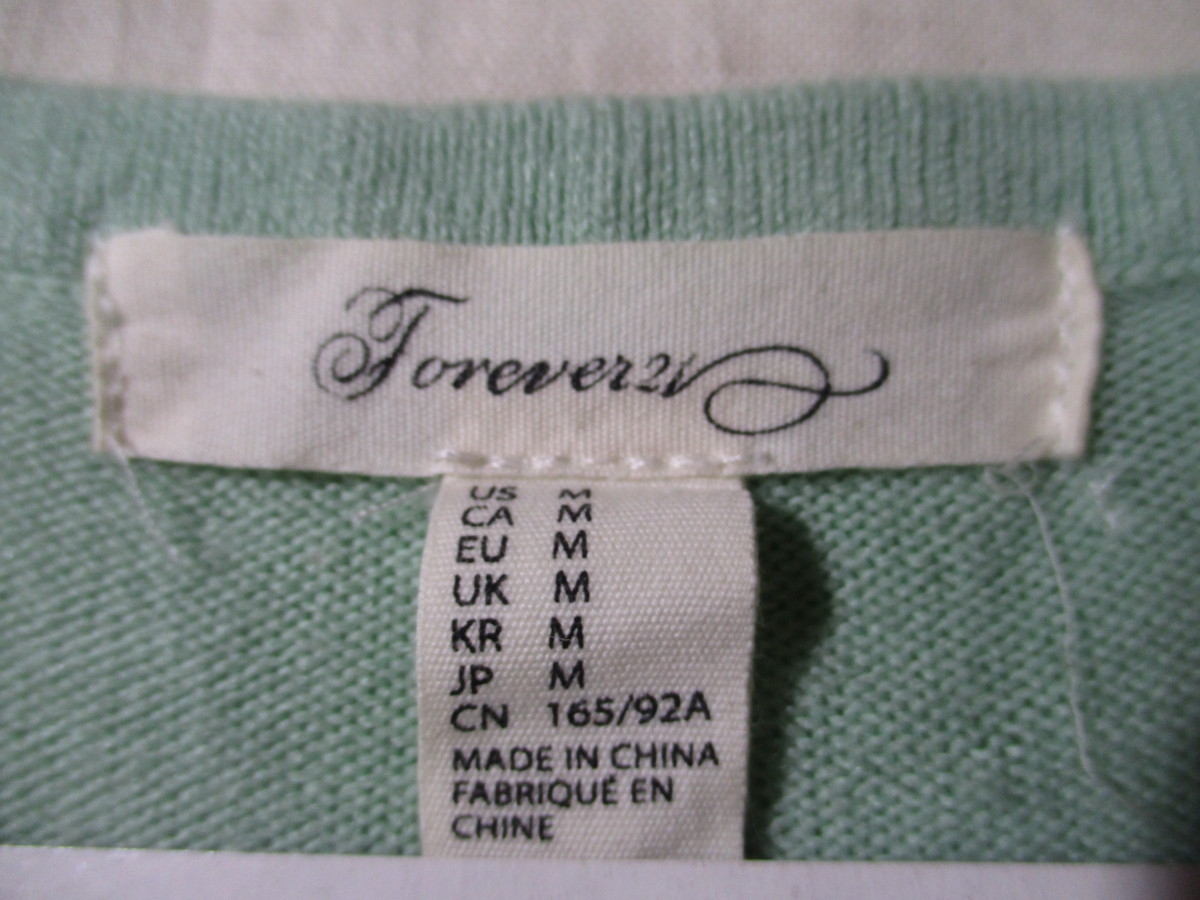 Forever21
US M
CA M
EU M
UK M
KR M
JP M
CN 165/92A
MADE IN CHINA
FABRIQUÉ EN
CHINE